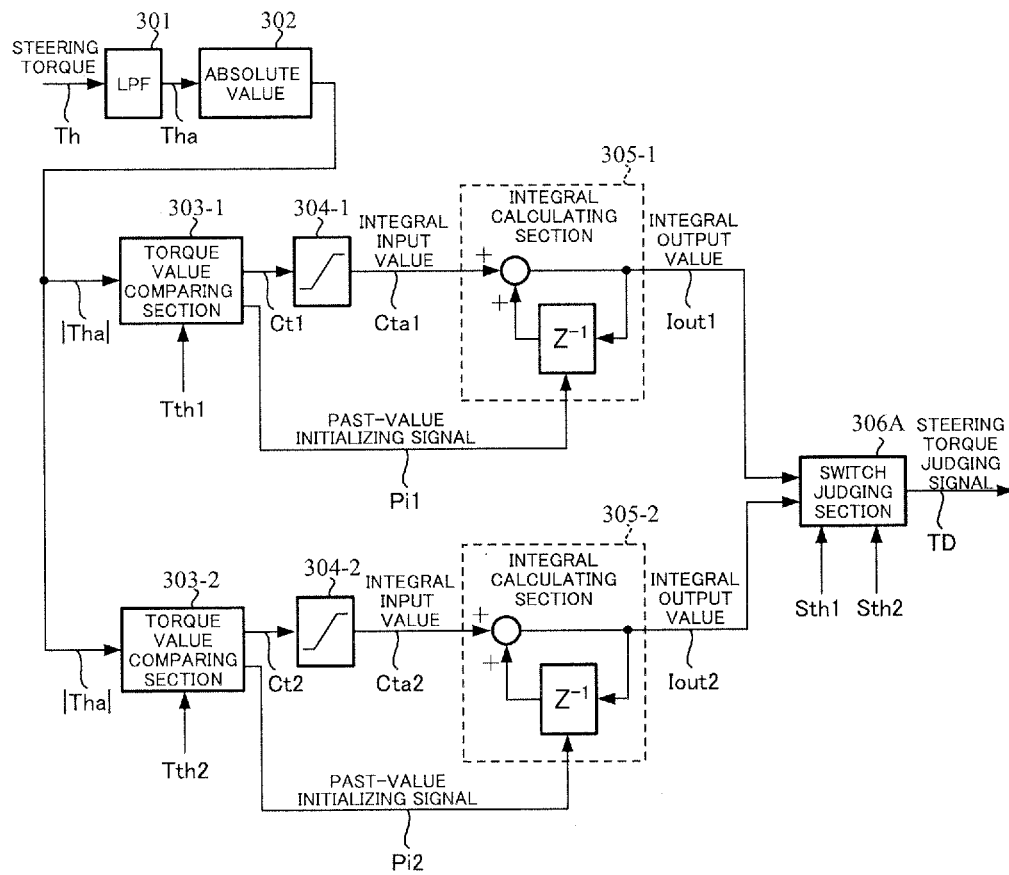 301
302
STEERING
TORQUE
LPF
ABSOLUTE
VALUE
Th
Tha
305-1
303-1
304-1
INTEGRAL
INPUT
VALUE
INTEGRAL
CALCULATING
SECTION
INTEGRAL
OUTPUT
VALUE
TORQUE
VALUE
COMPARING
SECTION
+
+
|Tha|
Ct1
Cta1
Z⁻¹
Iout1
Tth1
PAST-VALUE
INITIALIZING SIGNAL
Pi1
306A
STEERING
TORQUE
JUDGING
SIGNAL
SWITCH
JUDGING
SECTION
TD
Sth1
Sth2
305-2
303-2
304-2
INTEGRAL
INPUT
VALUE
INTEGRAL
CALCULATING
SECTION
INTEGRAL
OUTPUT
VALUE
TORQUE
VALUE
COMPARING
SECTION
+
+
|Tha|
Ct2
Cta2
Z⁻¹
Iout2
Tth2
PAST-VALUE
INITIALIZING SIGNAL
Pi2